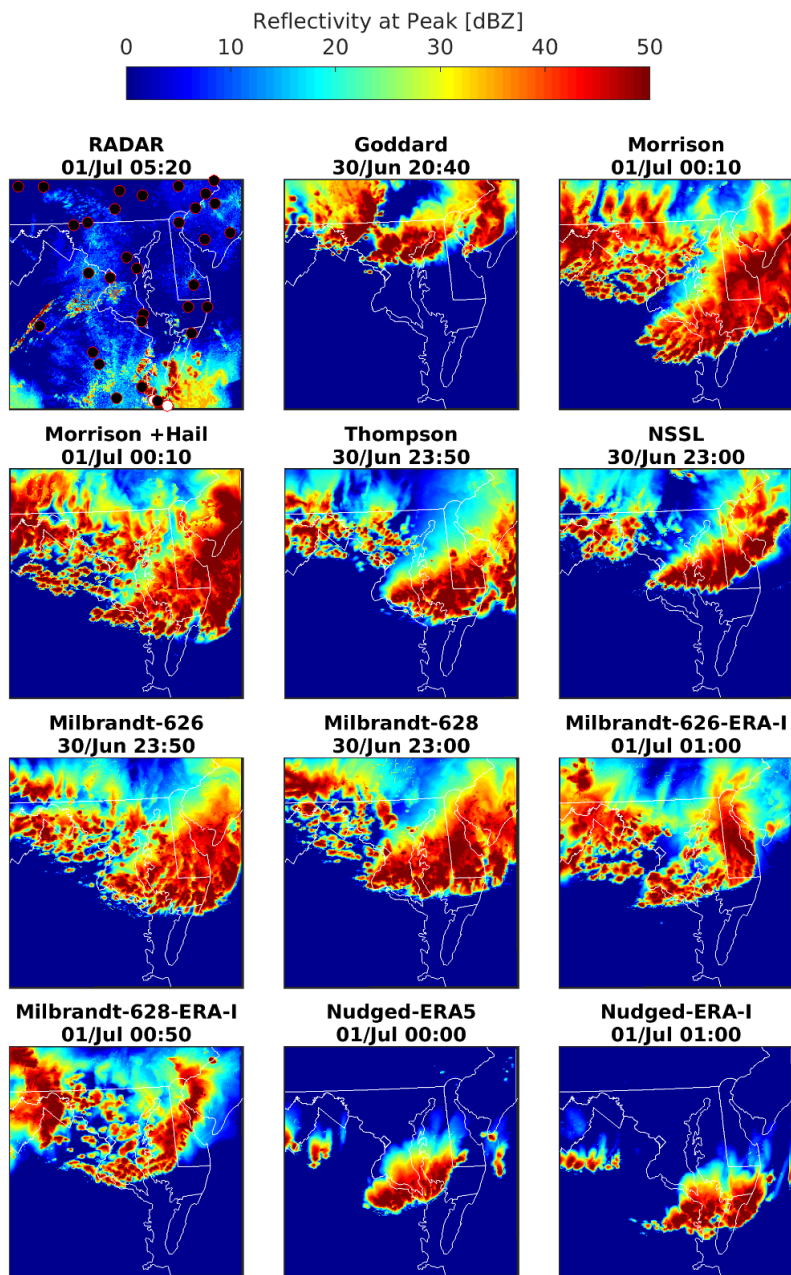 Reflectivity at Peak [dBZ]
0 10 20 30 40 50
RADAR
01/Jul 05:20
Goddard
30/Jun 20:40
Morrison
01/Jul 00:10
Morrison +Hail
01/Jul 00:10
Thompson
30/Jun 23:50
NSSL
30/Jun 23:00
Milbrandt-626
30/Jun 23:50
Milbrandt-628
30/Jun 23:00
Milbrandt-626-ERA-I
01/Jul 01:00
Milbrandt-628-ERA-I
01/Jul 00:50
Nudged-ERA5
01/Jul 00:00
Nudged-ERA-I
01/Jul 01:00